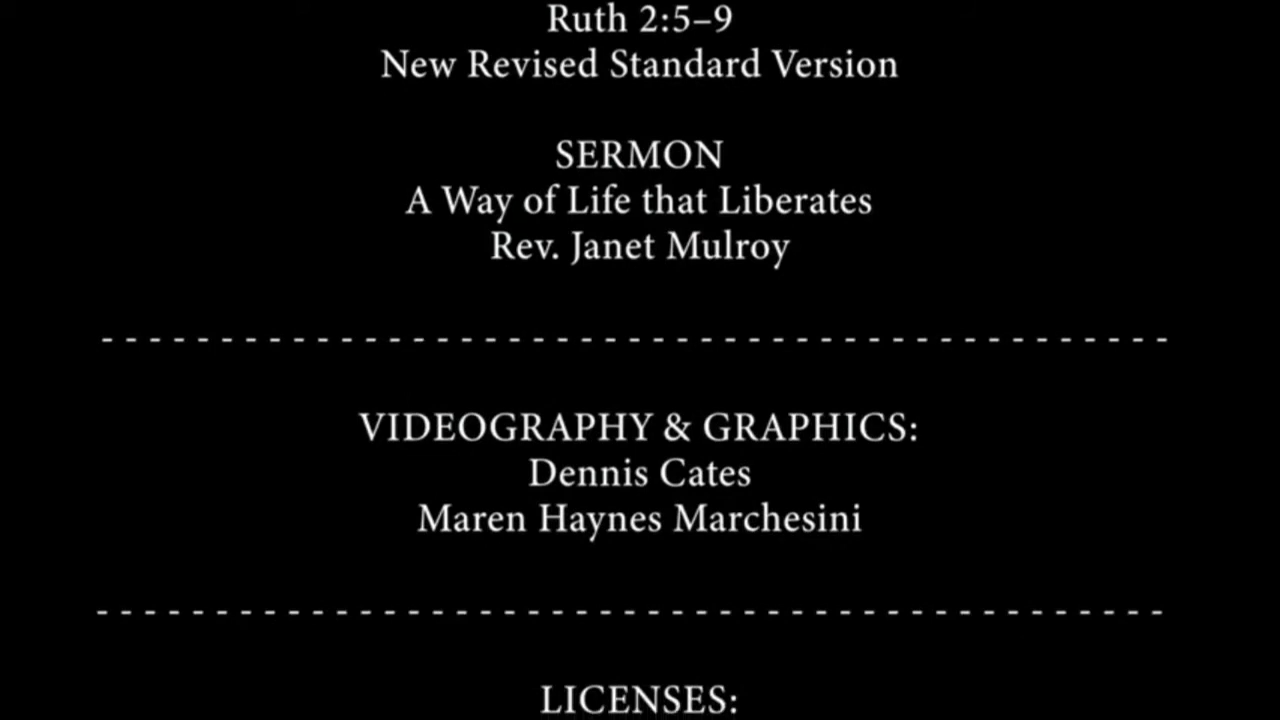 Ruth 2:5–9
New Revised Standard Version
SERMON
A Way of Life that Liberates
Rev. Janet Mulroy
- - - - - - - - - - - - - - - - - - - - - - - - - - - - - - - - - - - - - - - - - - - - -
VIDEOGRAPHY & GRAPHICS:
Dennis Cates
Maren Haynes Marchesini
- - - - - - - - - - - - - - - - - - - - - - - - - - - - - - - - - - - - - - - - - - - - -
LICENSES: